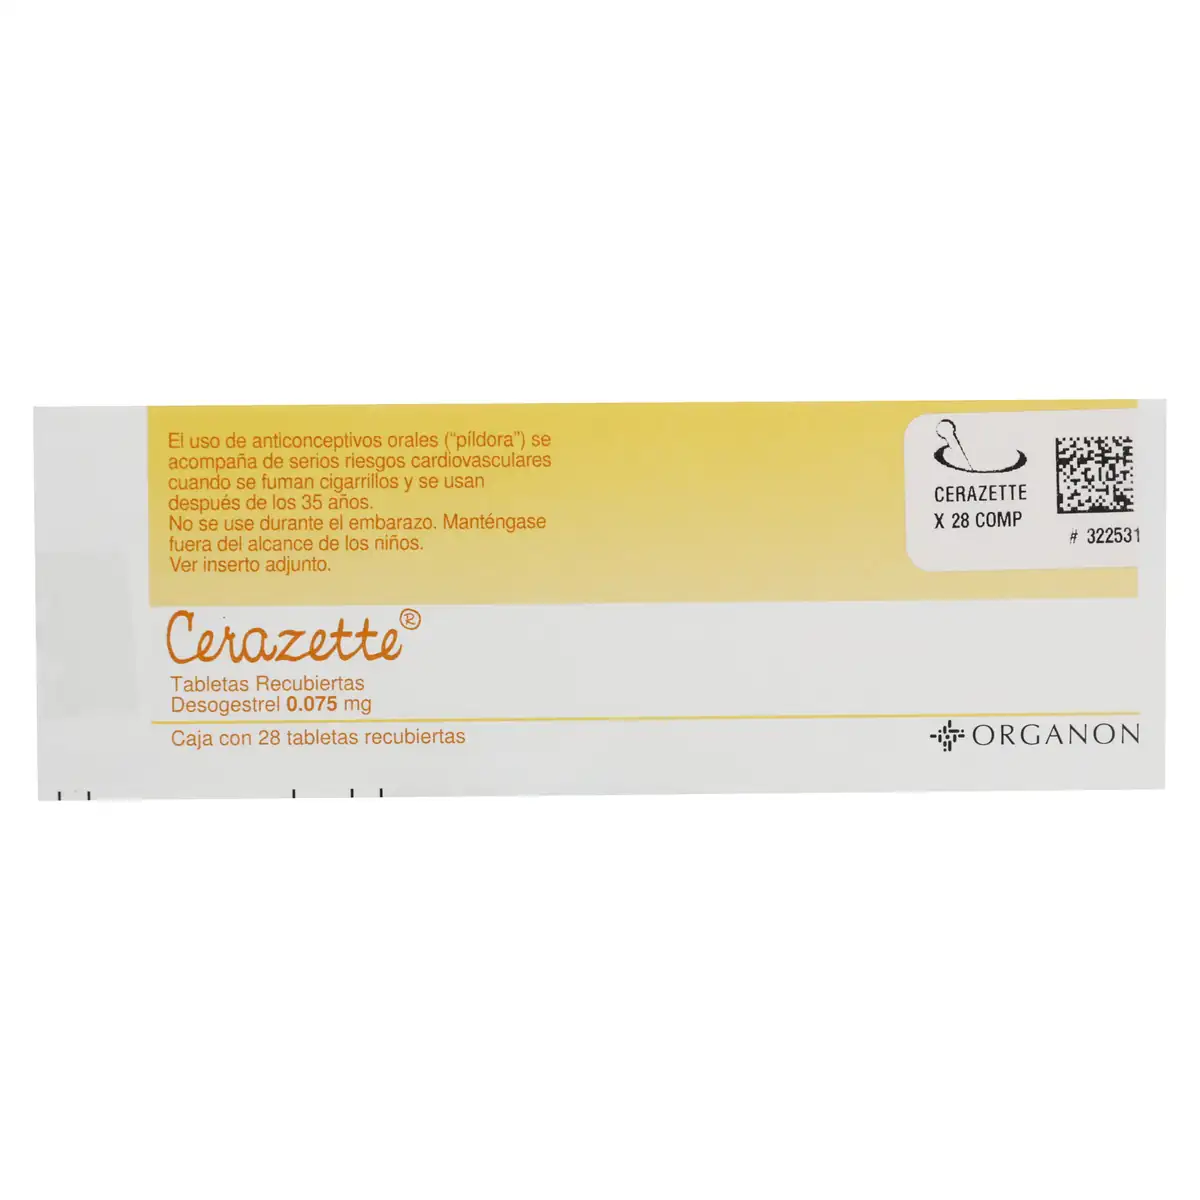 El uso de anticonceptivos orales ("píldora") se
acompaña de serios riesgos cardiovasculares
cuando se fuman cigarrillos y se usan
después de los 35 años.
No se use durante el embarazo. Manténgase
fuera del alcance de los niños.
Ver inserto adjunto.
CERAZETTE
X 28 COMP
# 322531
Cerazette®
Tabletas Recubiertas
Desogestrel 0.075 mg
Caja con 28 tabletas recubiertas
ORGANON